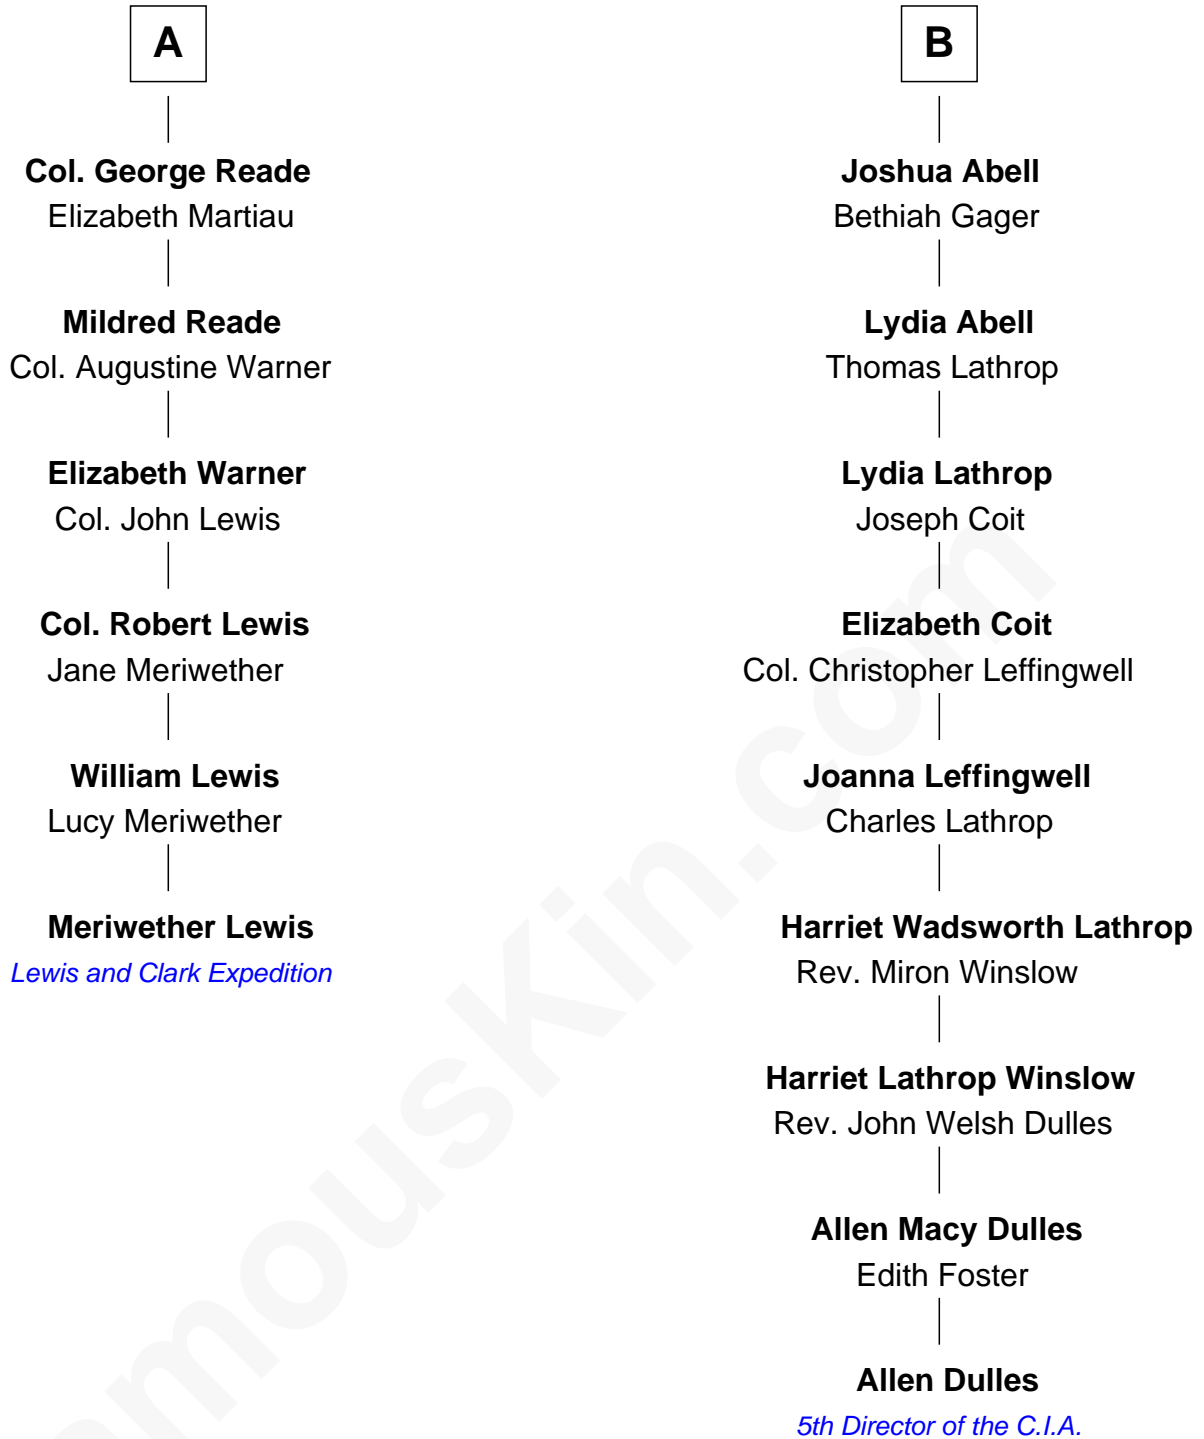 A
Col. George Reade
Elizabeth Martiau
Mildred Reade
Col. Augustine Warner
Elizabeth Warner
Col. John Lewis
Col. Robert Lewis
Jane Meriwether
William Lewis
Lucy Meriwether
Meriwether Lewis
Lewis and Clark Expedition
B
Joshua Abell
Bethiah Gager
Lydia Abell
Thomas Lathrop
Lydia Lathrop
Joseph Coit
Elizabeth Coit
Col. Christopher Leffingwell
Joanna Leffingwell
Charles Lathrop
Harriet Wadsworth Lathrop
Rev. Miron Winslow
Harriet Lathrop Winslow
Rev. John Welsh Dulles
Allen Macy Dulles
Edith Foster
Allen Dulles
5th Director of the C.I.A.
amousKin.com